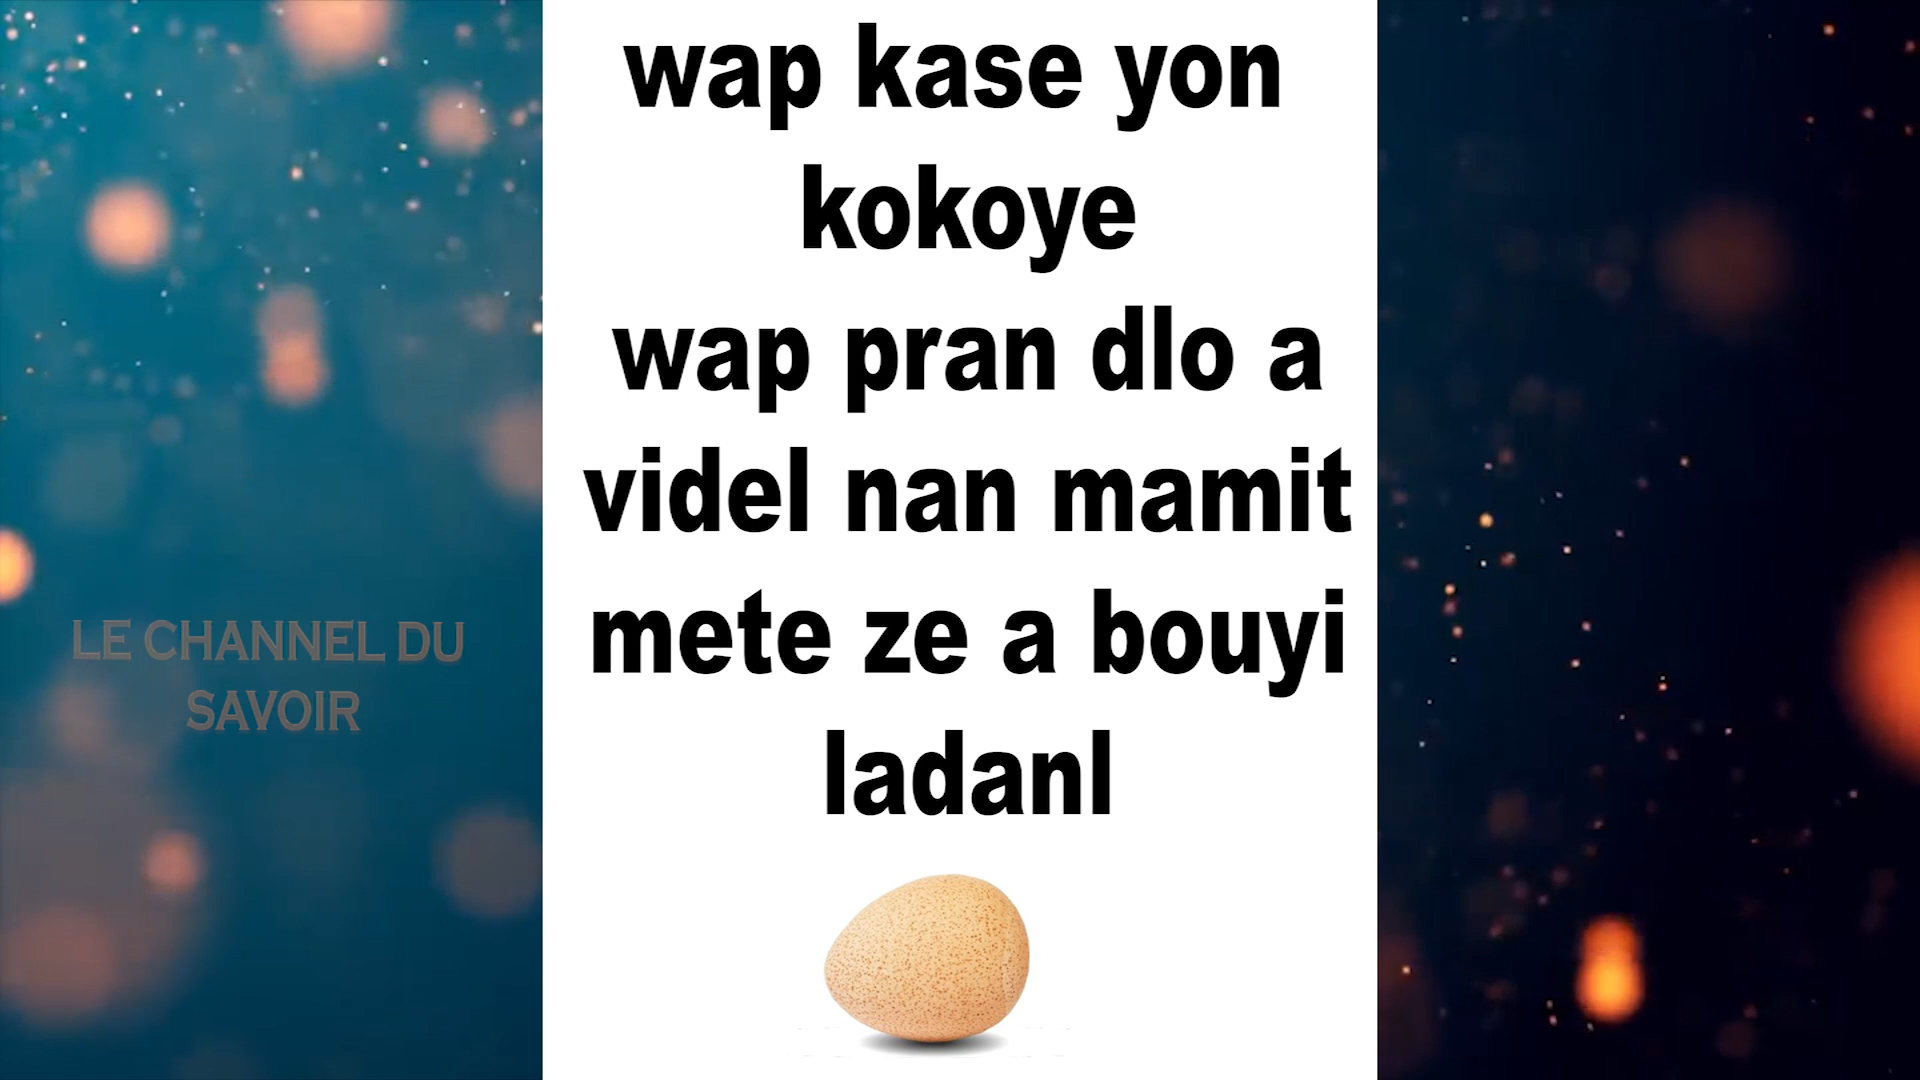 wap kase yon
kokoye
wap pran dlo a
videl nan mamit
mete ze a bouyi
ladanl
LE CHANNEL DU
SAVOIR